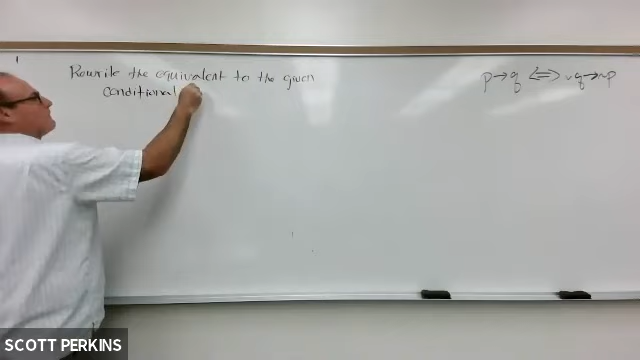 Rewrite the equivalent to the given
conditional
p→q ⇔ ~q→~p
SCOTT PERKINS